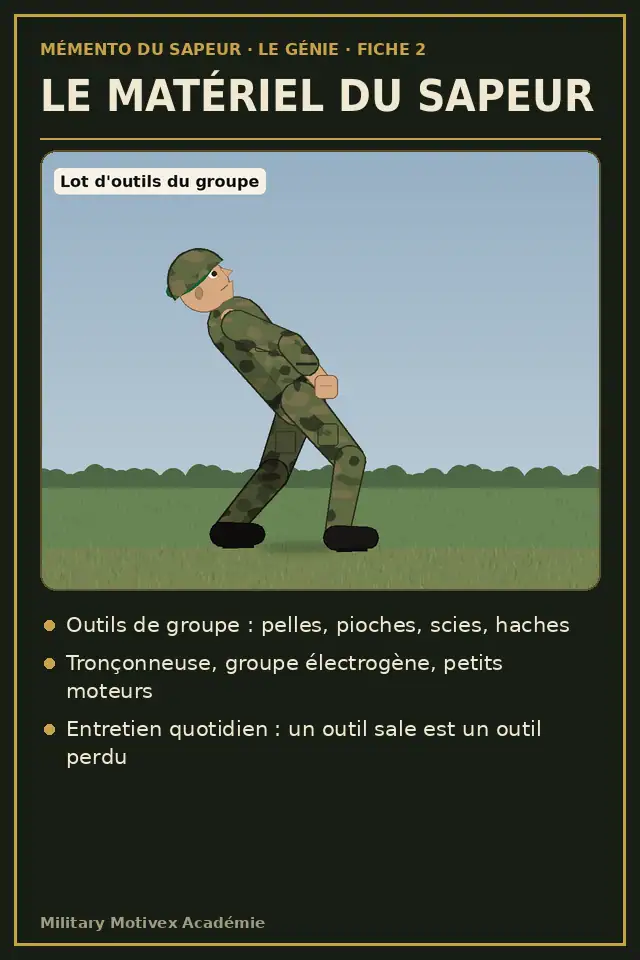 MÉMENTO DU SAPEUR · LE GÉNIE · FICHE 2
LE MATÉRIEL DU SAPEUR
Lot d'outils du groupe
Outils de groupe : pelles, pioches, scies, haches
Tronçonneuse, groupe électrogène, petits
moteurs
Entretien quotidien : un outil sale est un outil
perdu
Military Motivex Académie